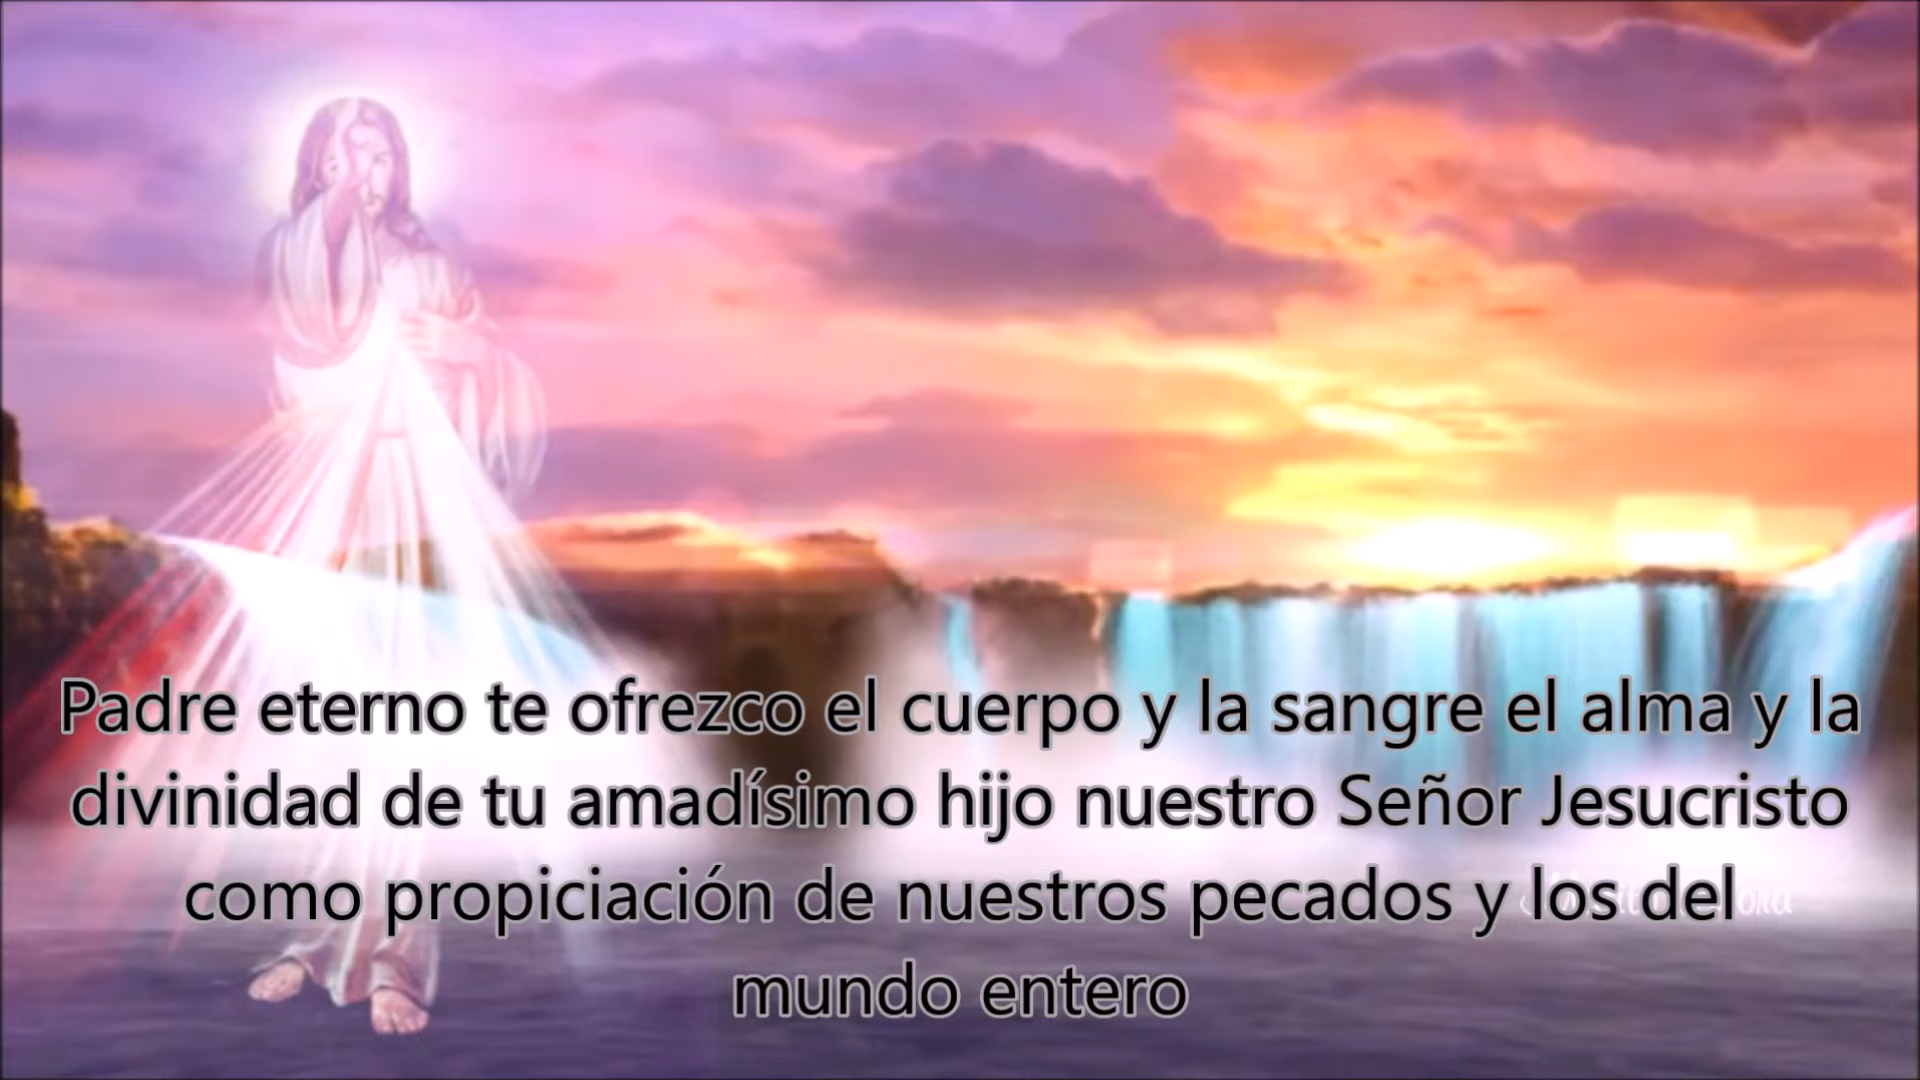 Padre eterno te ofrezco el cuerpo y la sangre el alma y la
divinidad de tu amadísimo hijo nuestro Señor Jesucristo
como propiciación de nuestros pecados y los del
mundo entero